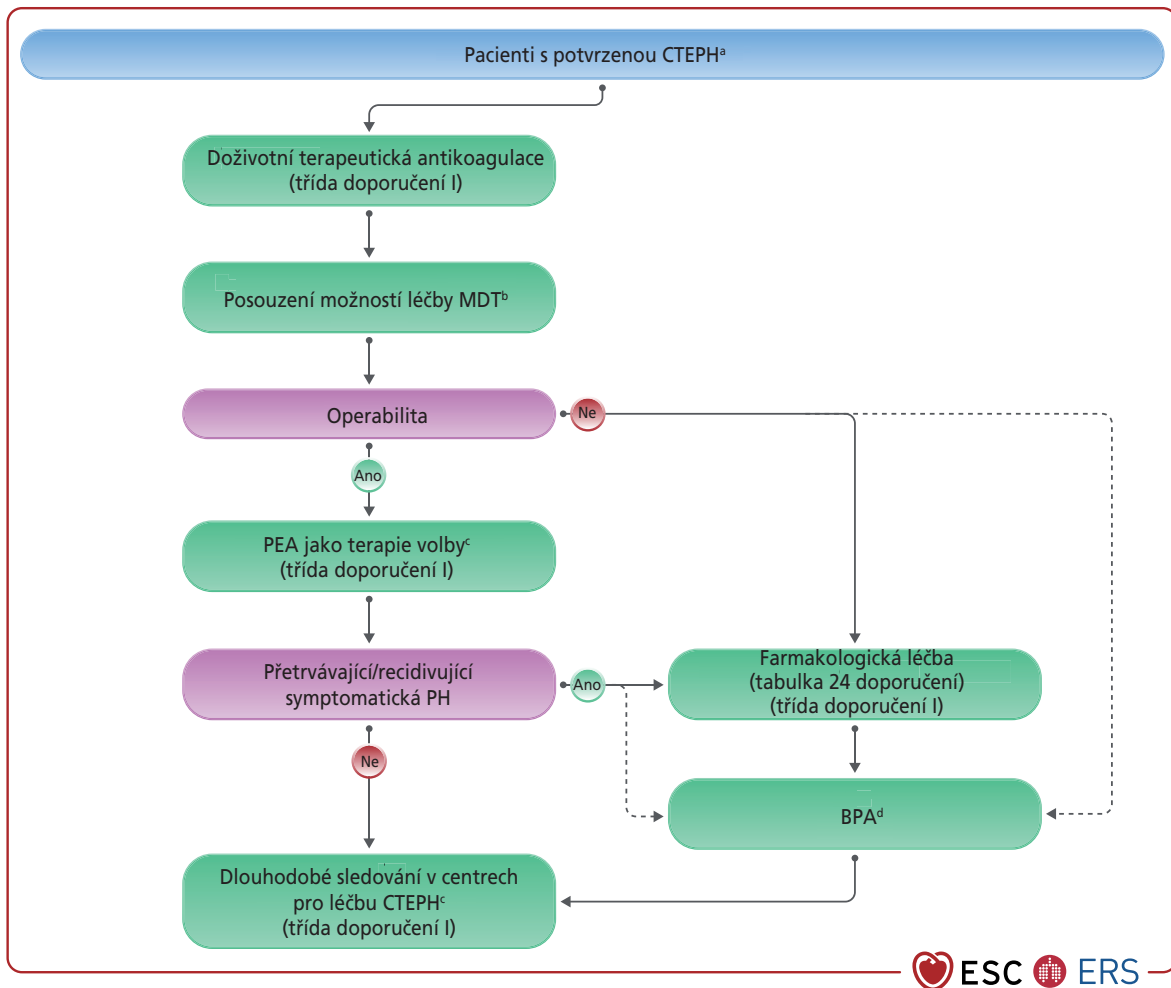 Pacienti s potvrzenou CTEPHᵃ
Doživotní terapeutická antikoagulace
(třída doporučení I)
Posouzení možností léčby MDTᵇ
Operabilita
Ne
Ano
PEA jako terapie volbyᶜ
(třída doporučení I)
Přetrvávající/recidivující
symptomatická PH
Ano
Farmakologická léčba
(tabulka 24 doporučení)
(třída doporučení I)
Ne
BPAᵈ
Dlouhodobé sledování v centrech
pro léčbu CTEPHᶜ
(třída doporučení I)
ESC ERS